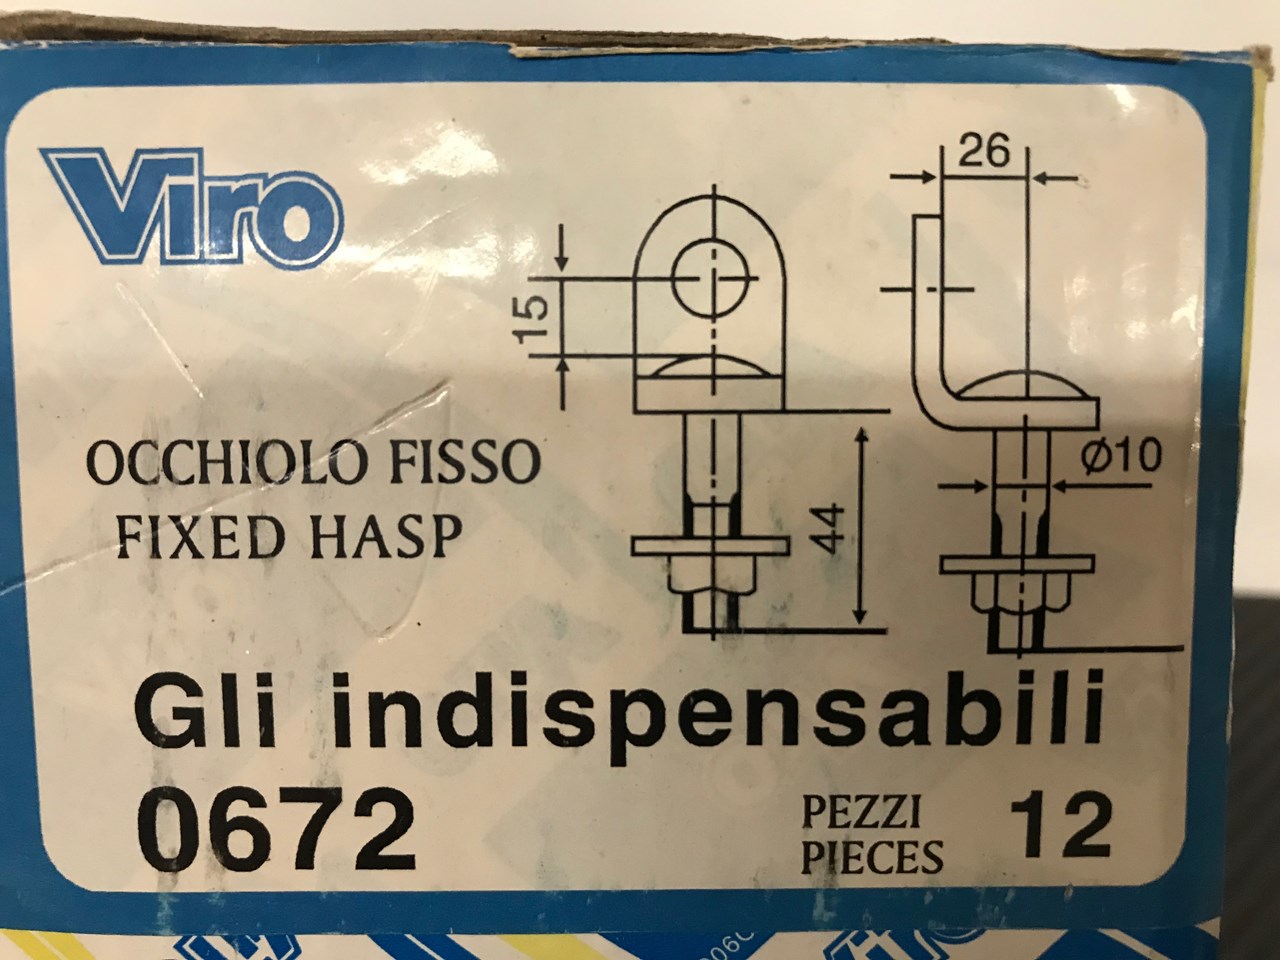 Viro
26
15
Ø10
44
OCCHIOLO FISSO
FIXED HASP
Gli indispensabili
0672
PEZZI
PIECES
12